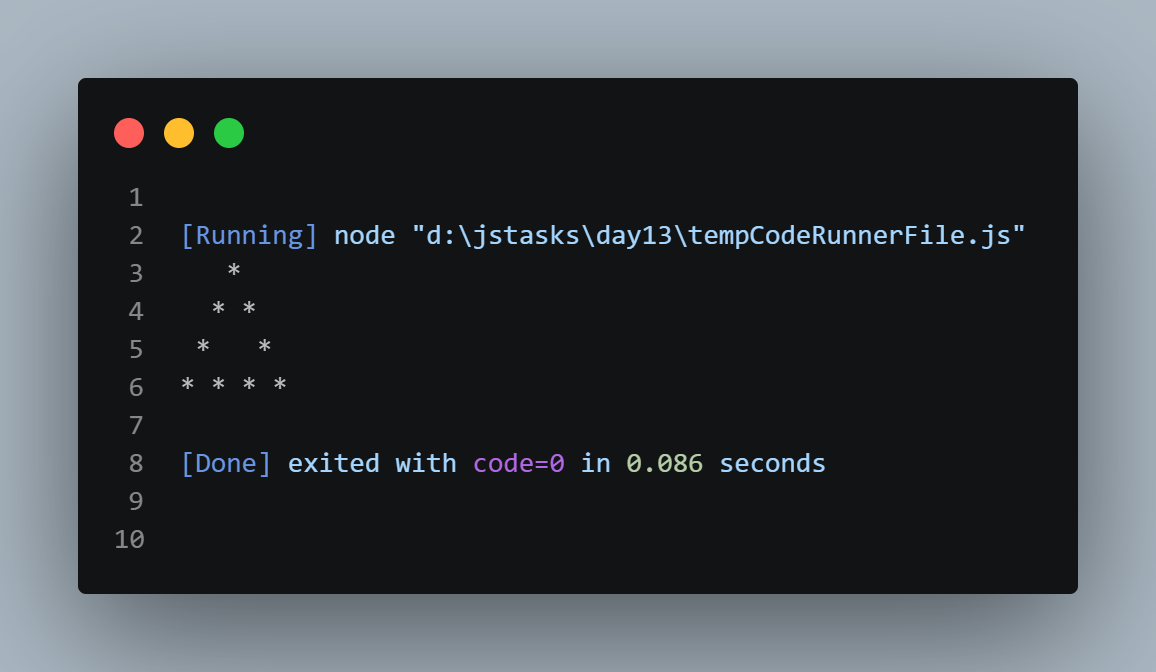 1
2 [Running] node "d:\jstasks\day13\tempCodeRunnerFile.js"
3    *
4   * *
5  *   *
6 * * * *
7
8 [Done] exited with code=0 in 0.086 seconds
9
10